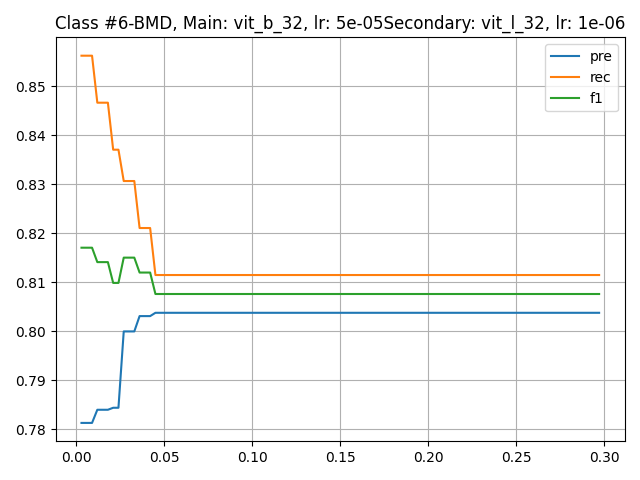 Class #6-BMD, Main: vit_b_32, lr: 5e-05Secondary: vit_l_32, lr: 1e-06
pre
rec
f1
0.85
0.84
0.83
0.82
0.81
0.80
0.79
0.78
0.00 0.05 0.10 0.15 0.20 0.25 0.30